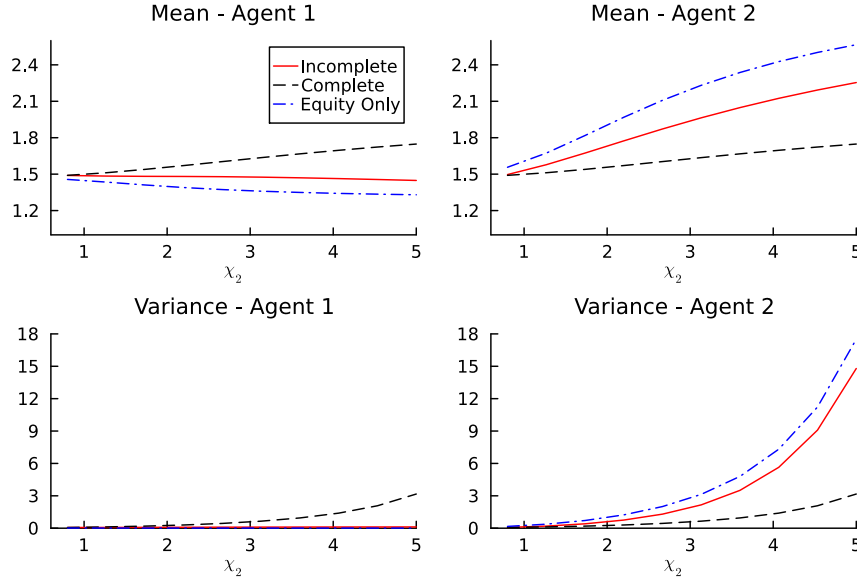 Mean - Agent 1
Mean - Agent 2
2.4
2.1
1.8
1.5
1.2
Incomplete
Complete
Equity Only
2.4
2.1
1.8
1.5
1.2
1 2 3 4 5
1 2 3 4 5
χ₂
χ₂
Variance - Agent 1
Variance - Agent 2
18
15
12
9
6
3
0
18
15
12
9
6
3
0
1 2 3 4 5
1 2 3 4 5
χ₂
χ₂